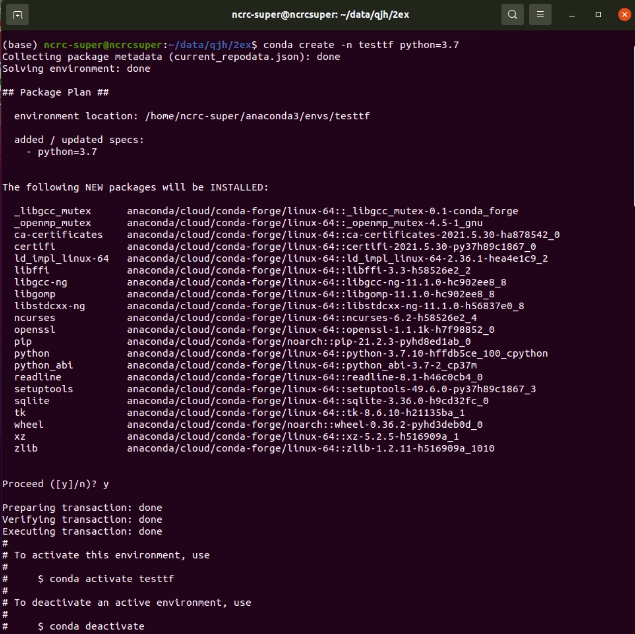 ncrc-super@ncrcsuper: ~/data/qjh/2ex
(base) ncrc-super@ncrcsuper:~/data/qjh/2ex$ conda create -n testtf python=3.7
Collecting package metadata (current_repodata.json): done
Solving environment: done
## Package Plan ##
environment location: /home/ncrc-super/anaconda3/envs/testtf
added / updated specs:
- python=3.7
The following NEW packages will be INSTALLED:
_libgcc_mutex anaconda/cloud/conda-forge/linux-64::_libgcc_mutex-0.1-conda_forge
_openmp_mutex anaconda/cloud/conda-forge/linux-64::_openmp_mutex-4.5-1_gnu
ca-certificates anaconda/cloud/conda-forge/linux-64::ca-certificates-2021.5.30-ha878542_0
certifi anaconda/cloud/conda-forge/linux-64::certifi-2021.5.30-py37h89c1867_0
ld_impl_linux-64 anaconda/cloud/conda-forge/linux-64::ld_impl_linux-64-2.36.1-hea4e1c9_2
libffi anaconda/cloud/conda-forge/linux-64::libffi-3.3-h58526e2_2
libgcc-ng anaconda/cloud/conda-forge/linux-64::libgcc-ng-11.1.0-hc902ee8_8
libgomp anaconda/cloud/conda-forge/linux-64::libgomp-11.1.0-hc902ee8_8
libstdcxx-ng anaconda/cloud/conda-forge/linux-64::libstdcxx-ng-11.1.0-h56837e0_8
ncurses anaconda/cloud/conda-forge/linux-64::ncurses-6.2-h58526e2_4
openssl anaconda/cloud/conda-forge/linux-64::openssl-1.1.1k-h7f98852_0
pip anaconda/cloud/conda-forge/noarch::pip-21.2.3-pyhd8ed1ab_0
python anaconda/cloud/conda-forge/linux-64::python-3.7.10-hffdb5ce_100_cpython
python_abi anaconda/cloud/conda-forge/linux-64::python_abi-3.7-2_cp37m
readline anaconda/cloud/conda-forge/linux-64::readline-8.1-h46c0cb4_0
setuptools anaconda/cloud/conda-forge/linux-64::setuptools-49.6.0-py37h89c1867_3
sqlite anaconda/cloud/conda-forge/linux-64::sqlite-3.36.0-h9cd32fc_0
tk anaconda/cloud/conda-forge/linux-64::tk-8.6.10-h21135ba_1
wheel anaconda/cloud/conda-forge/noarch::wheel-0.36.2-pyhd3deb0d_0
xz anaconda/cloud/conda-forge/linux-64::xz-5.2.5-h516909a_1
zlib anaconda/cloud/conda-forge/linux-64::zlib-1.2.11-h516909a_1010
Proceed ([y]/n)? y
Preparing transaction: done
Verifying transaction: done
Executing transaction: done
#
# To activate this environment, use
#
# $ conda activate testtf
#
# To deactivate an active environment, use
#
# $ conda deactivate